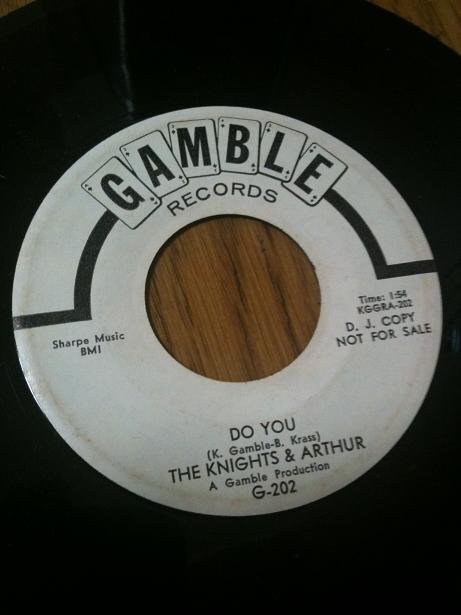 GAMBLE
RECORDS
Time: 1:54
KGGRA-202
D. J. COPY
NOT FOR SALE
Sharpe Music
BMI
DO YOU
(K. Gamble-B. Krass)
THE KNIGHTS & ARTHUR
A Gamble Production
G-202